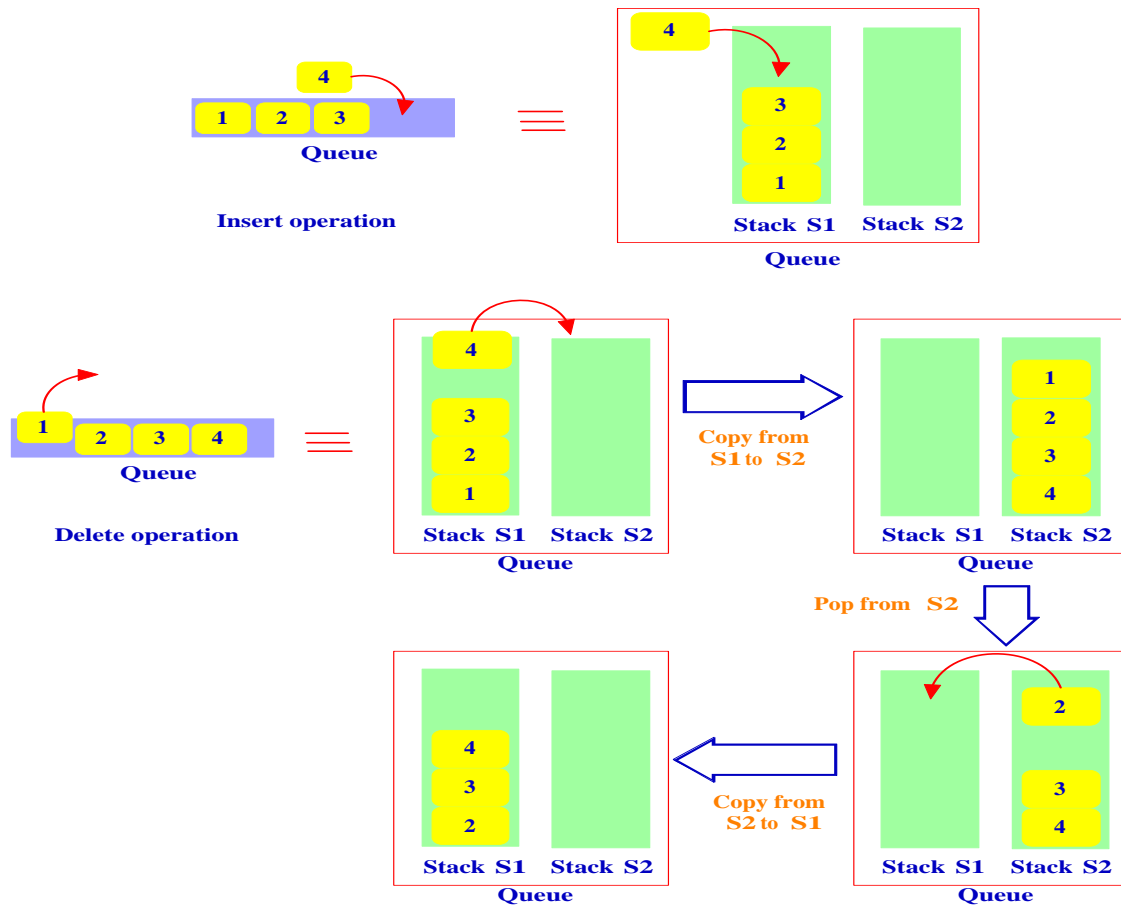 4
1 2 3
Queue
Insert operation
4
3
2
1
Stack S1 Stack S2
Queue
1
2 3 4
Queue
Delete operation
4
3
2
1
Stack S1 Stack S2
Queue
Copy from
S1 to S2
1
2
3
4
Stack S1 Stack S2
Queue
Pop from S2
2
3
4
Stack S1 Stack S2
Queue
Copy from
S2 to S1
4
3
2
Stack S1 Stack S2
Queue